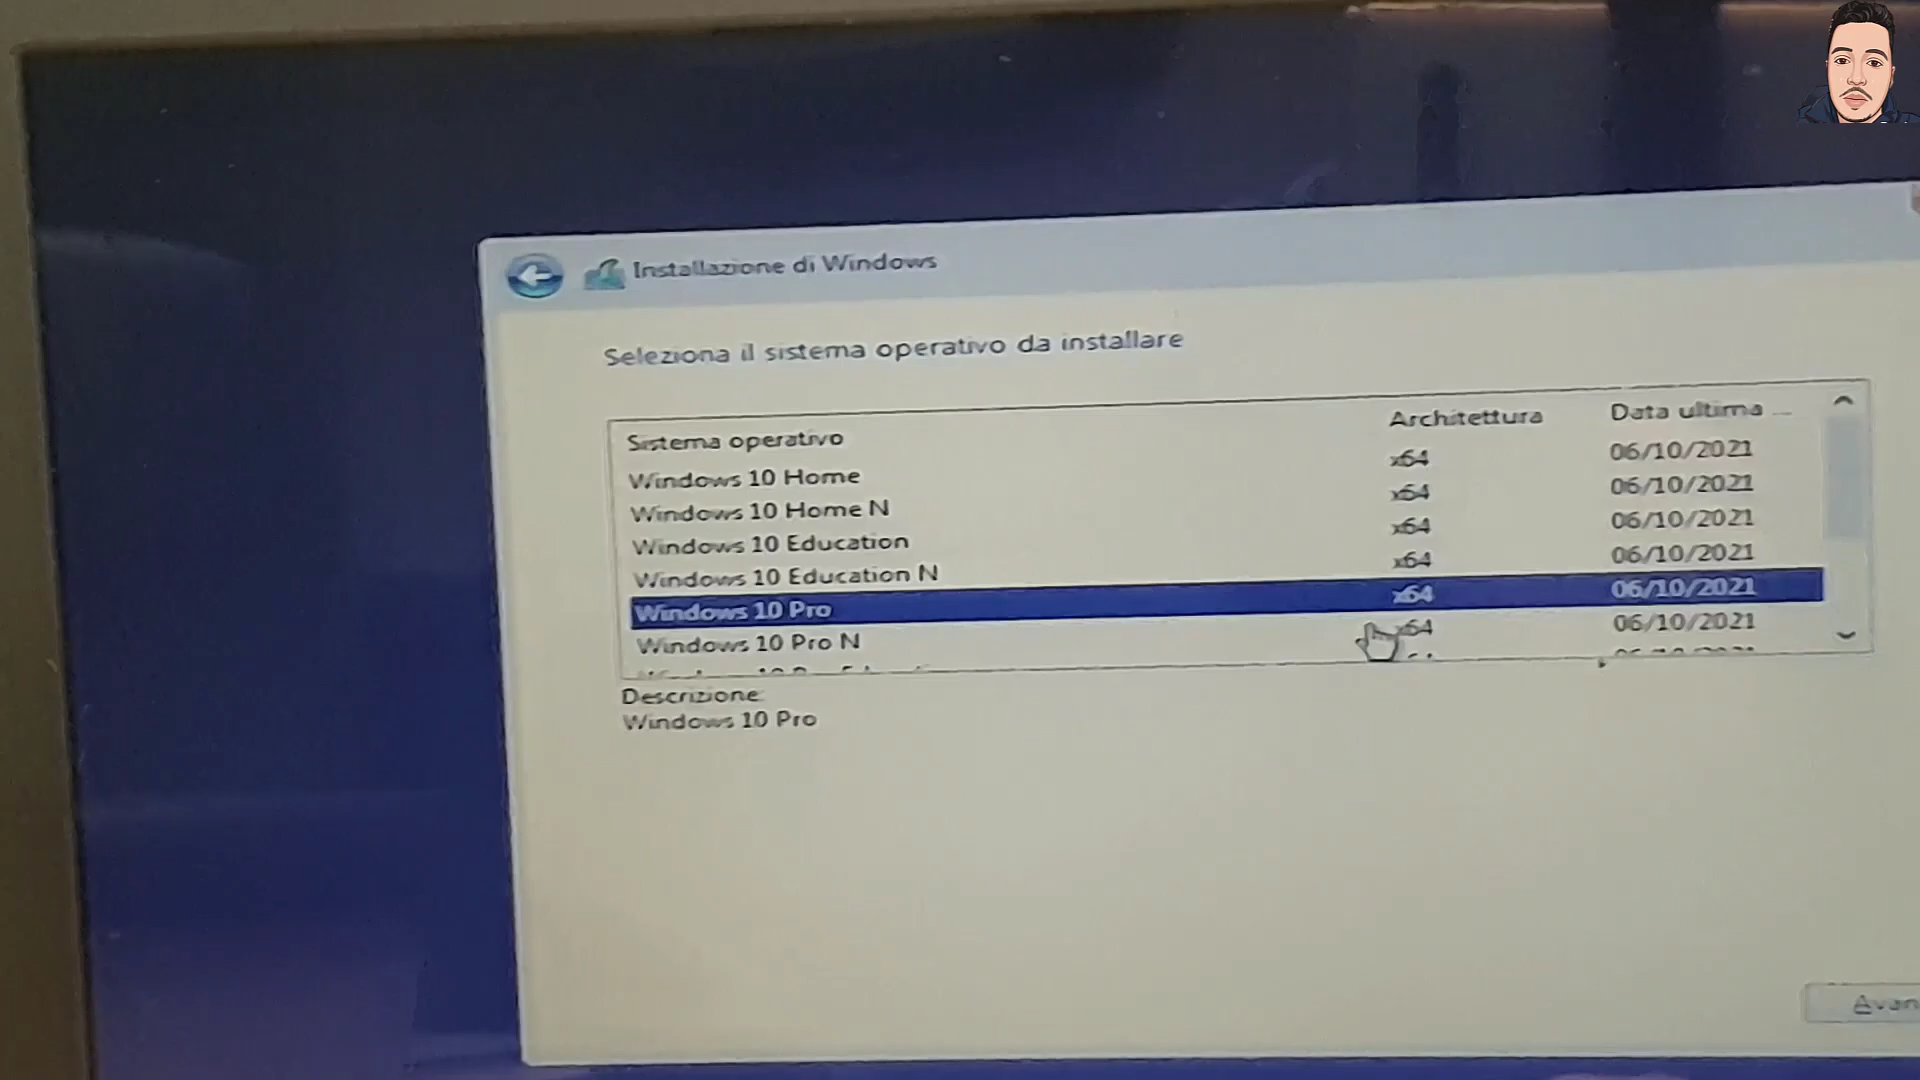 Installazione di Windows
Seleziona il sistema operativo da installare
Sistema operativo Architettura Data ultima ...
Windows 10 Home x64 06/10/2021
Windows 10 Home N x64 06/10/2021
Windows 10 Education x64 06/10/2021
Windows 10 Education N x64 06/10/2021
Windows 10 Pro x64 06/10/2021
Windows 10 Pro N x64 06/10/2021
Descrizione:
Windows 10 Pro
Avan